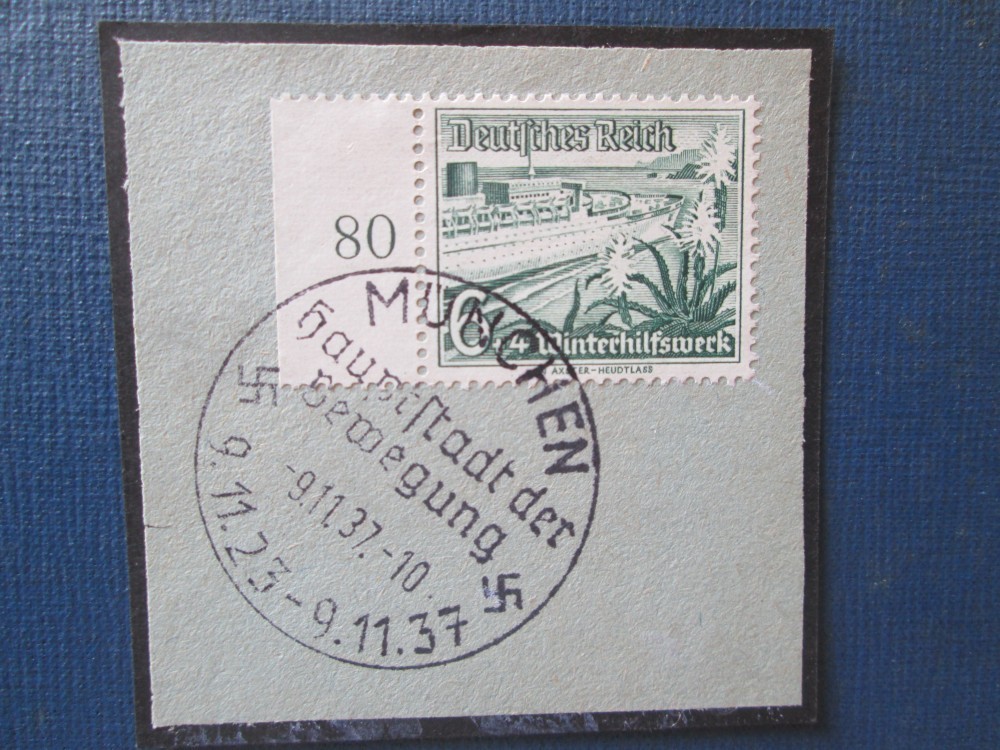 Deutsches Reich
80
6+4 Winterhilfswerk
AXSTER-HEUDTLASS
MÜNCHEN
Hauptstadt der
Bewegung
-9.11.37.-10.
9.11.23-9.11.37